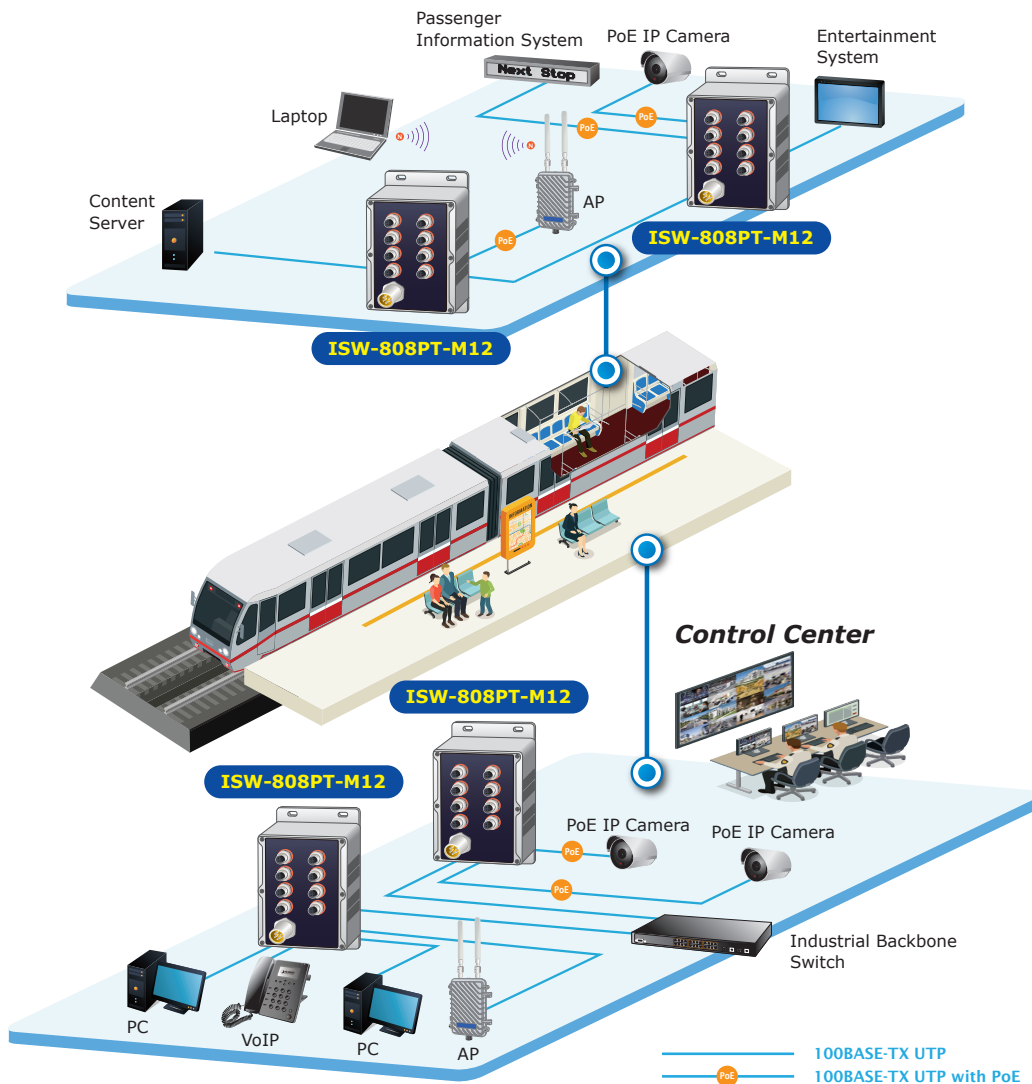 Passenger
Information System
PoE IP Camera
Entertainment
System
Next Stop
Laptop
PoE
PoE
N
N
Content
Server
AP
PoE
ISW-808PT-M12
ISW-808PT-M12
INFORMATION
Control Center
ISW-808PT-M12
ISW-808PT-M12
PoE IP Camera
PoE IP Camera
PoE
PoE
Industrial Backbone
Switch
PC
VoIP
PC
AP
100BASE-TX UTP
PoE
100BASE-TX UTP with PoE